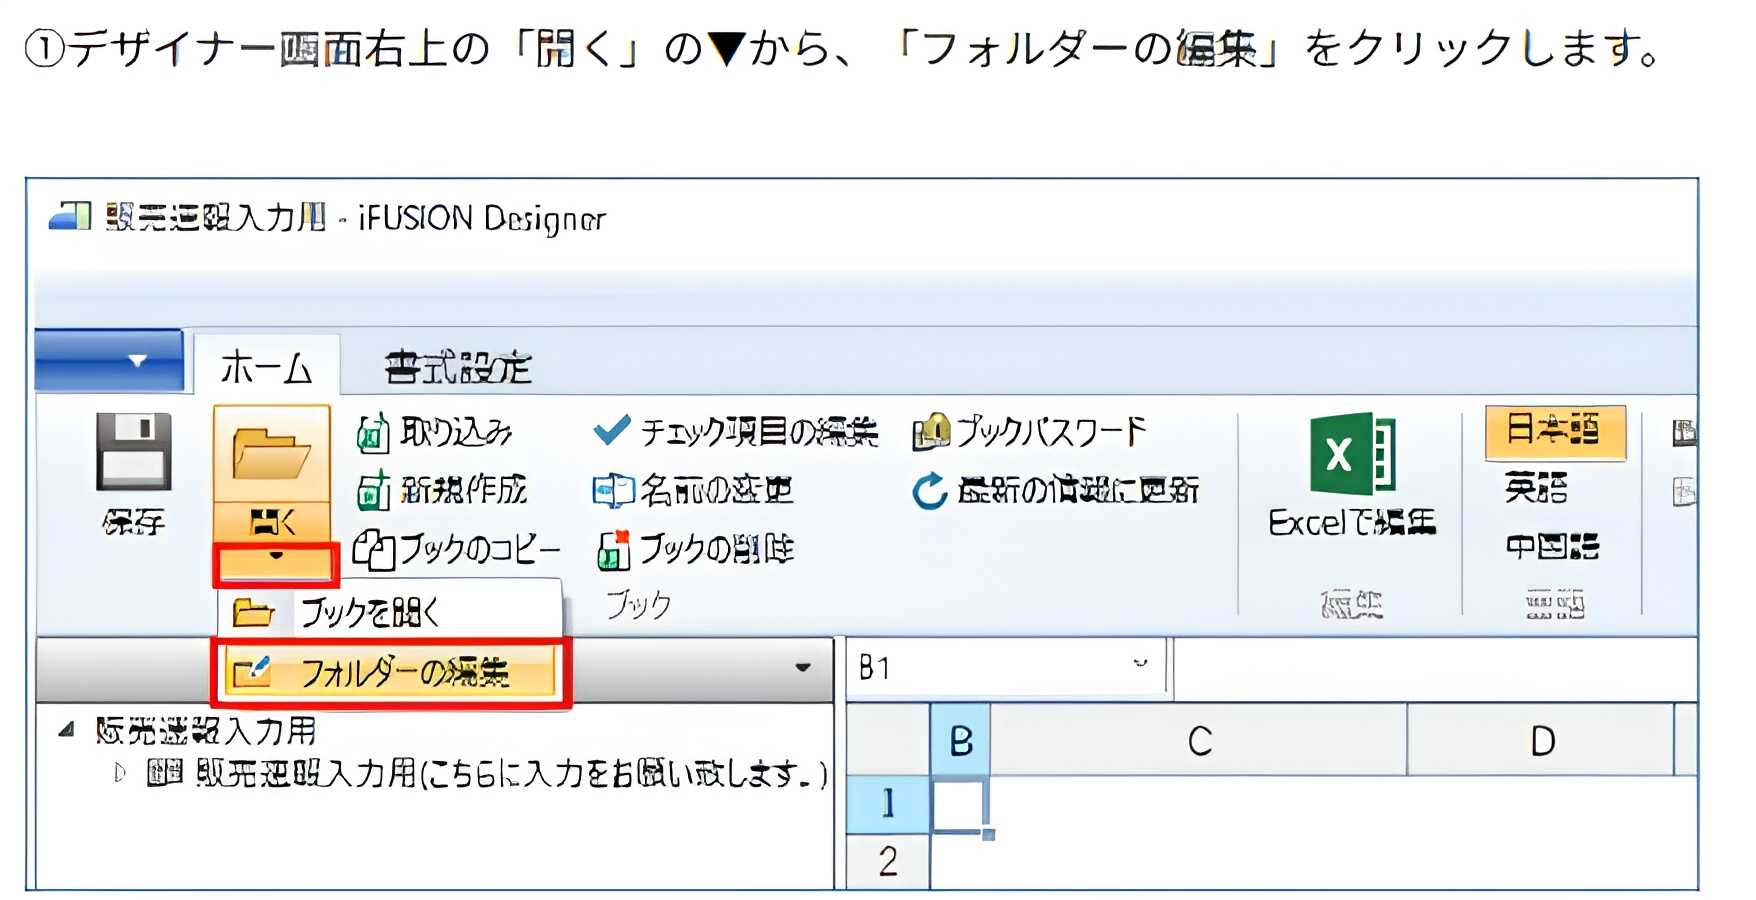 ①デザイナー画面右上の「開く」の▼から、「フォルダーの編集」をクリックします。
販売速報入力用 - iFUSION Designer
ホーム 書式設定
保存
開く
取り込み
新規作成
ブックのコピー
チェック項目の編集
名前の変更
ブックの削除
ブックパスワード
最新の情報に更新
ブック
Excelで編集
編集
日本語
英語
中国語
言語
ブックを開く
フォルダーの編集
B1
販売速報入力用
販売速報入力用(こちらに入力をお願い致します。)
B C D
1
2